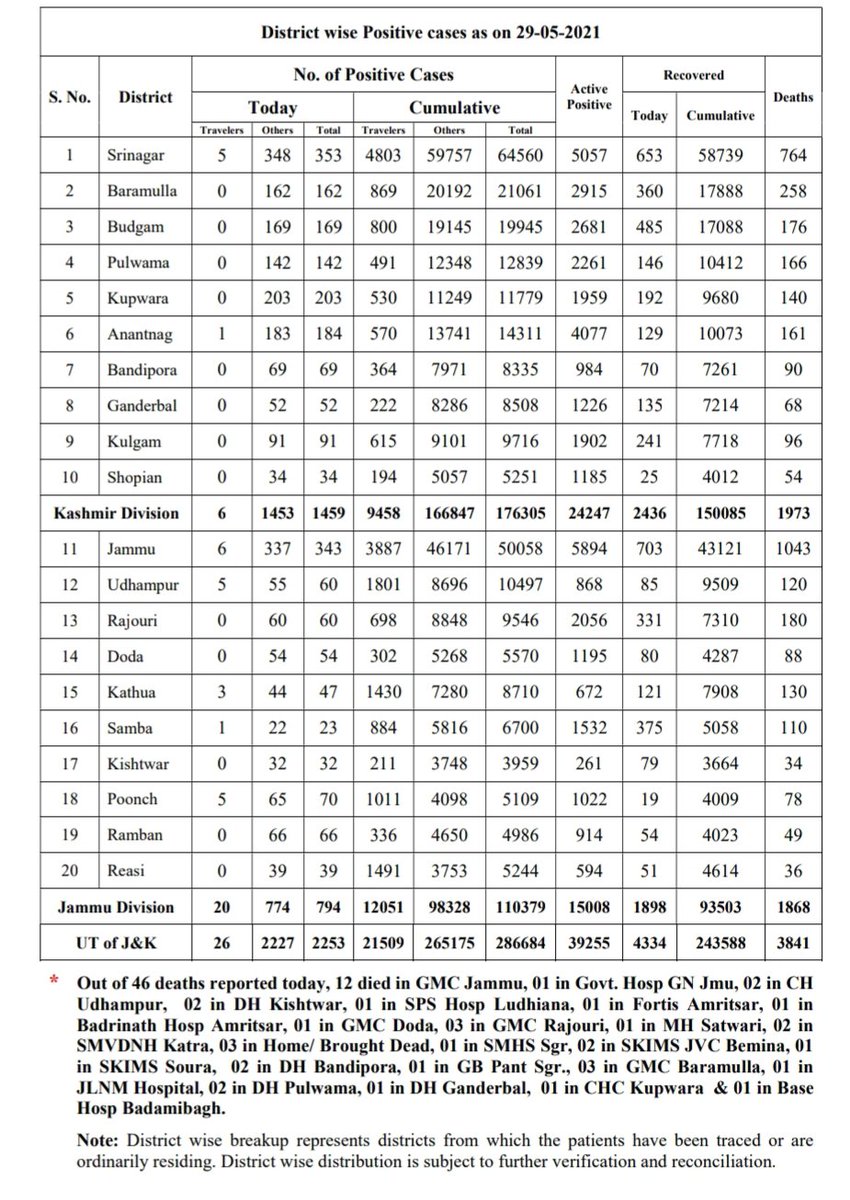 District wise Positive cases as on 29-05-2021
S. No. District No. of Positive Cases Active Positive Recovered Deaths
Today Cumulative Today Cumulative
Travelers Others Total Travelers Others Total
1 Srinagar 5 348 353 4803 59757 64560 5057 653 58739 764
2 Baramulla 0 162 162 869 20192 21061 2915 360 17888 258
3 Budgam 0 169 169 800 19145 19945 2681 485 17088 176
4 Pulwama 0 142 142 491 12348 12839 2261 146 10412 166
5 Kupwara 0 203 203 530 11249 11779 1959 192 9680 140
6 Anantnag 1 183 184 570 13741 14311 4077 129 10073 161
7 Bandipora 0 69 69 364 7971 8335 984 70 7261 90
8 Ganderbal 0 52 52 222 8286 8508 1226 135 7214 68
9 Kulgam 0 91 91 615 9101 9716 1902 241 7718 96
10 Shopian 0 34 34 194 5057 5251 1185 25 4012 54
Kashmir Division 6 1453 1459 9458 166847 176305 24247 2436 150085 1973
11 Jammu 6 337 343 3887 46171 50058 5894 703 43121 1043
12 Udhampur 5 55 60 1801 8696 10497 868 85 9509 120
13 Rajouri 0 60 60 698 8848 9546 2056 331 7310 180
14 Doda 0 54 54 302 5268 5570 1195 80 4287 88
15 Kathua 3 44 47 1430 7280 8710 672 121 7908 130
16 Samba 1 22 23 884 5816 6700 1532 375 5058 110
17 Kishtwar 0 32 32 211 3748 3959 261 79 3664 34
18 Poonch 5 65 70 1011 4098 5109 1022 19 4009 78
19 Ramban 0 66 66 336 4650 4986 914 54 4023 49
20 Reasi 0 39 39 1491 3753 5244 594 51 4614 36
Jammu Division 20 774 794 12051 98328 110379 15008 1898 93503 1868
UT of J&K 26 2227 2253 21509 265175 286684 39255 4334 243588 3841
* Out of 46 deaths reported today, 12 died in GMC Jammu, 01 in Govt. Hosp GN Jmu, 02 in CH
Udhampur, 02 in DH Kishtwar, 01 in SPS Hosp Ludhiana, 01 in Fortis Amritsar, 01 in
Badrinath Hosp Amritsar, 01 in GMC Doda, 03 in GMC Rajouri, 01 in MH Satwari, 02 in
SMVDNH Katra, 03 in Home/ Brought Dead, 01 in SMHS Sgr, 02 in SKIMS JVC Bemina, 01
in SKIMS Soura, 02 in DH Bandipora, 01 in GB Pant Sgr., 03 in GMC Baramulla, 01 in
JLNM Hospital, 02 in DH Pulwama, 01 in DH Ganderbal, 01 in CHC Kupwara & 01 in Base
Hosp Badamibagh.
Note: District wise breakup represents districts from which the patients have been traced or are
ordinarily residing. District wise distribution is subject to further verification and reconciliation.